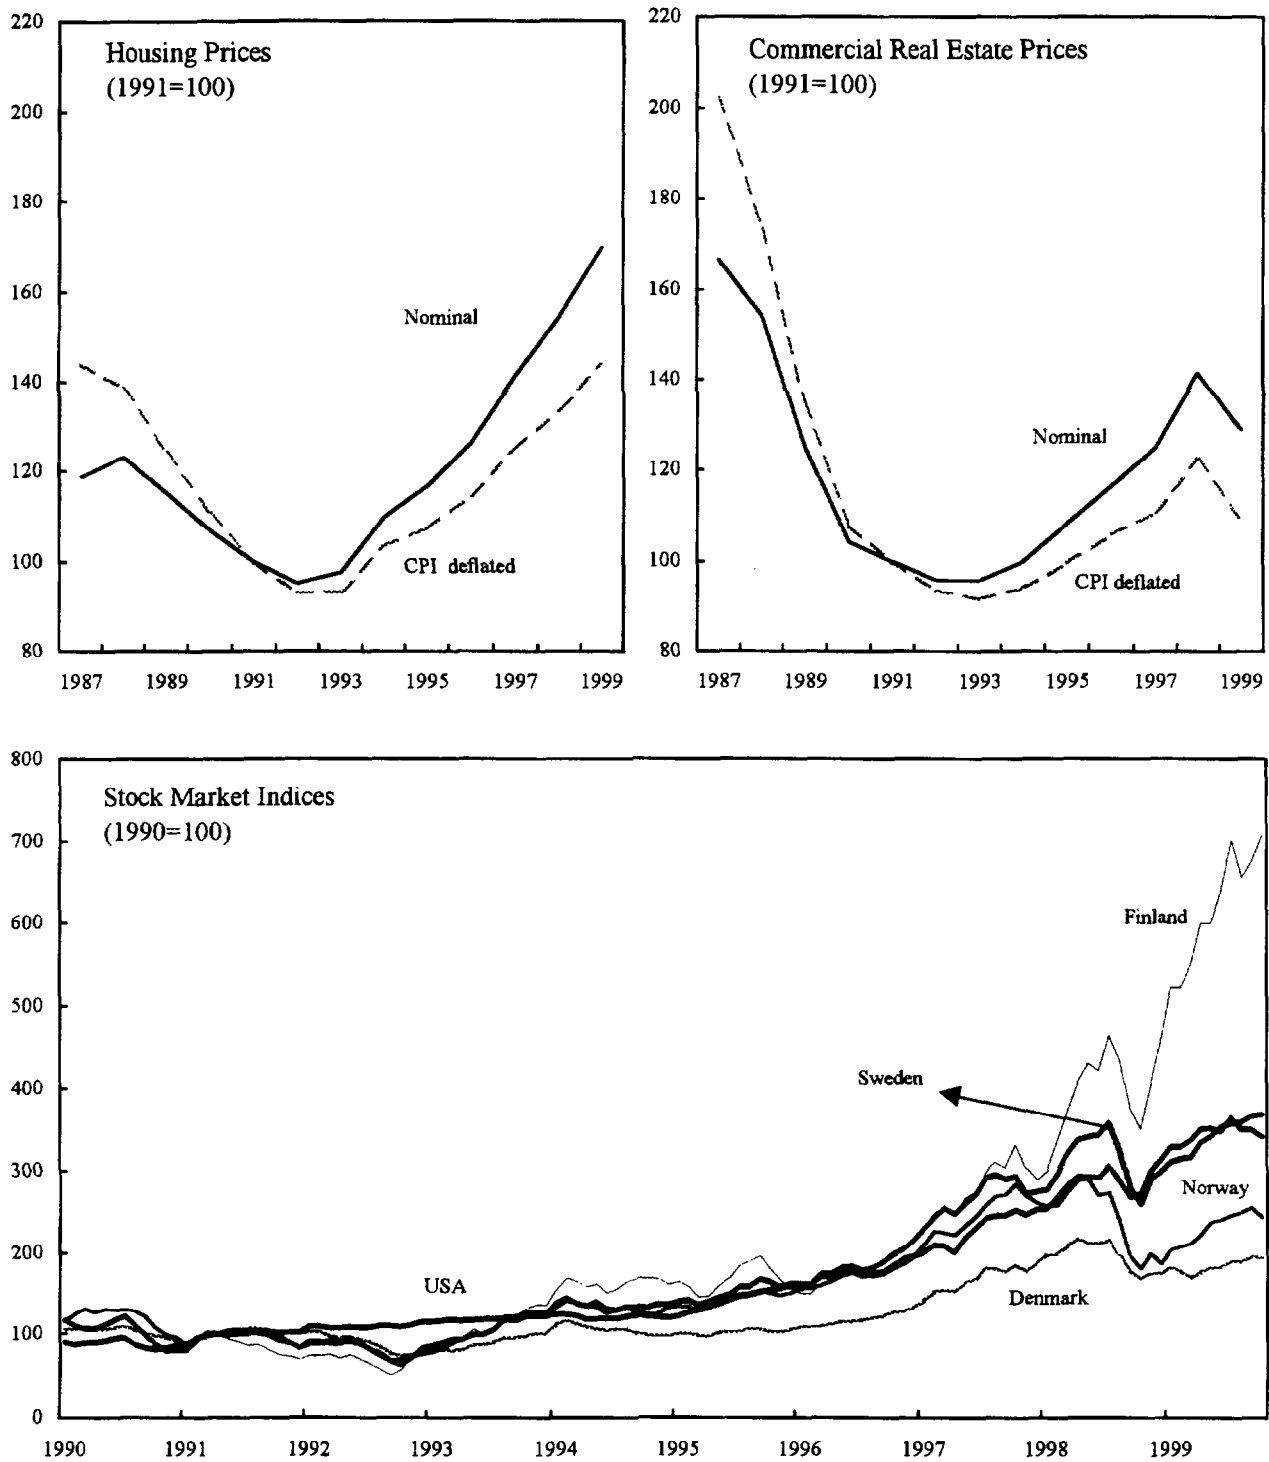 220
200
180
160
140
120
100
80
Housing Prices
(1991=100)
Nominal
CPI deflated
1987 1989 1991 1993 1995 1997 1999
220
200
180
160
140
120
100
80
Commercial Real Estate Prices
(1991=100)
Nominal
CPI deflated
1987 1989 1991 1993 1995 1997 1999
800
700
600
500
400
300
200
100
0
Stock Market Indices
(1990=100)
Finland
Sweden
Norway
USA
Denmark
1990 1991 1992 1993 1994 1995 1996 1997 1998 1999